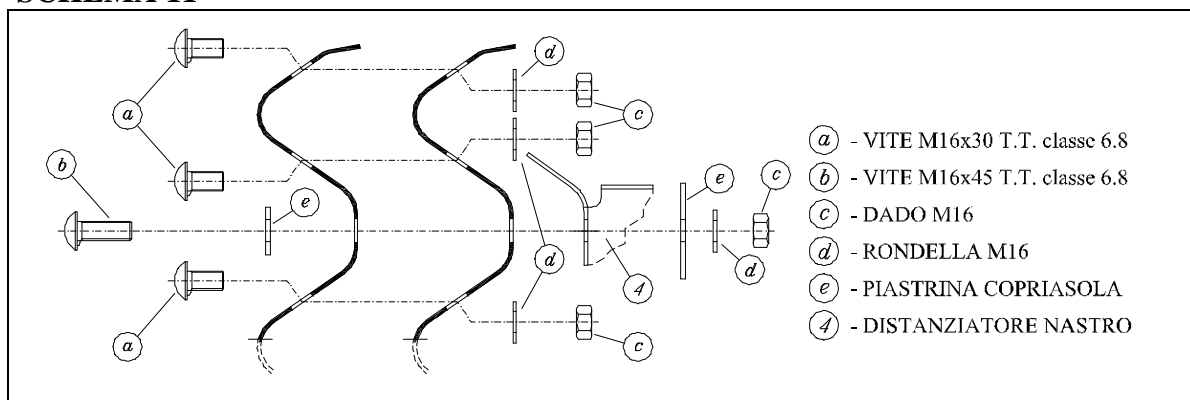 a
d
c
b
a
e
e
c
d
d
4
a
c
a - VITE M16x30 T.T. classe 6.8
b - VITE M16x45 T.T. classe 6.8
c - DADO M16
d - RONDELLA M16
e - PIASTRINA COPRIASOLA
4 - DISTANZIATORE NASTRO